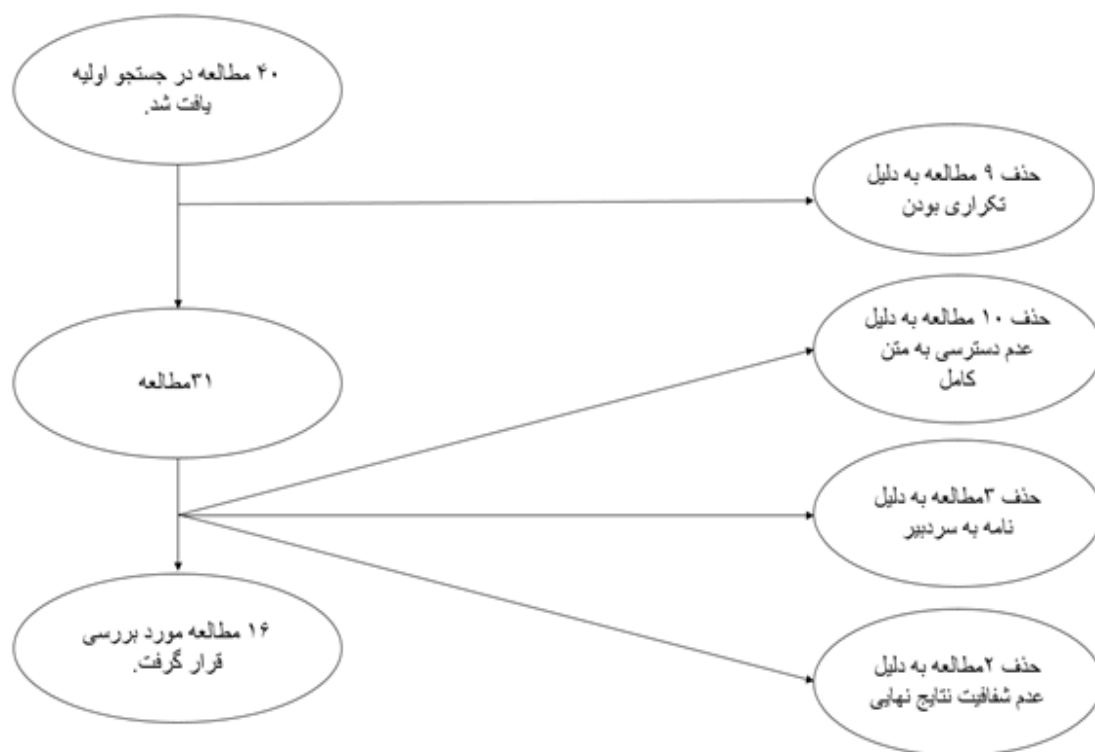 ۴۰ مطالعه در جستجو اولیه
یافت شد.
حذف ۹ مطالعه به دلیل
تکراری بودن
۳۱مطالعه
حذف ۱۰ مطالعه به دلیل
عدم دسترسی به متن
کامل
حذف ۳مطالعه به دلیل
نامه به سردبیر
حذف ۲مطالعه به دلیل
عدم شفافیت نتایج نهایی
۱۶ مطالعه مورد بررسی
قرار گرفت.